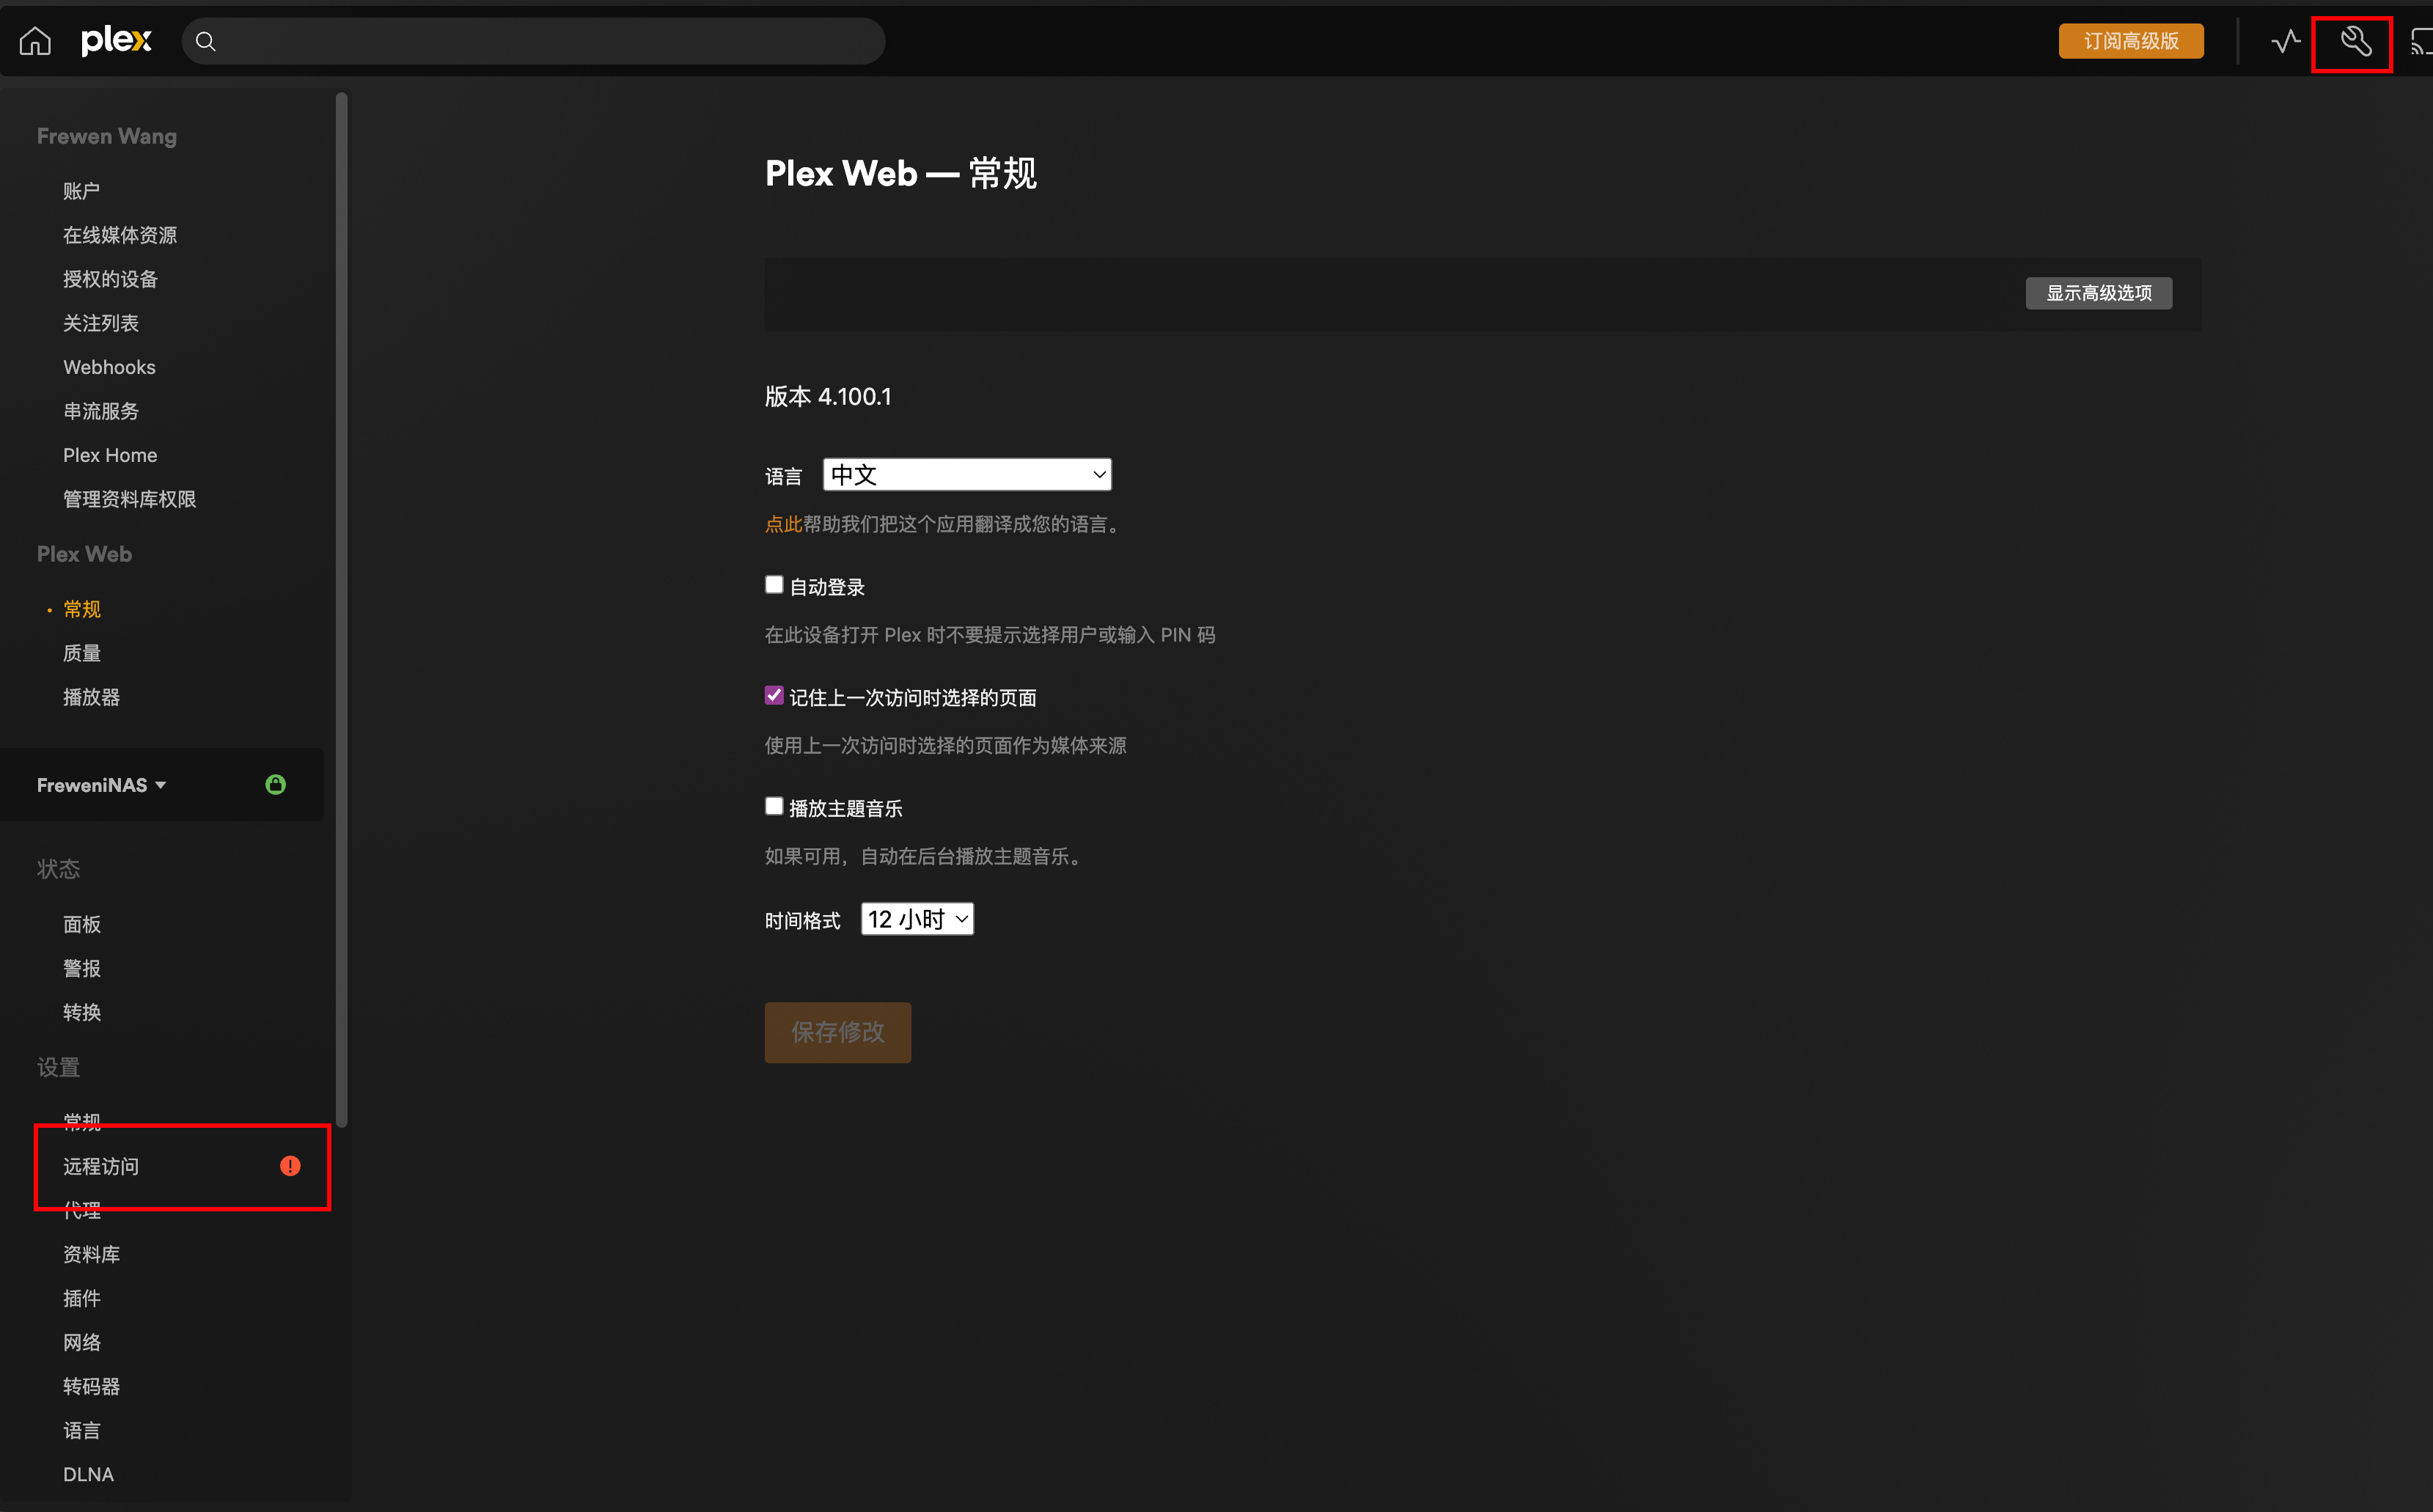 plex
订阅高级版
Frewen Wang
账户
在线媒体资源
授权的设备
关注列表
Webhooks
串流服务
Plex Home
管理资料库权限
Plex Web
常规
质量
播放器
FreweniNAS
状态
面板
警报
转换
设置
常规
远程访问
代理
资料库
插件
网络
转码器
语言
DLNA
Plex Web — 常规
显示高级选项
版本 4.100.1
语言 中文
点此帮助我们把这个应用翻译成您的语言。
自动登录
在此设备打开 Plex 时不要提示选择用户或输入 PIN 码
记住上一次访问时选择的页面
使用上一次访问时选择的页面作为媒体来源
播放主题音乐
如果可用，自动在后台播放主题音乐。
时间格式 12 小时
保存修改